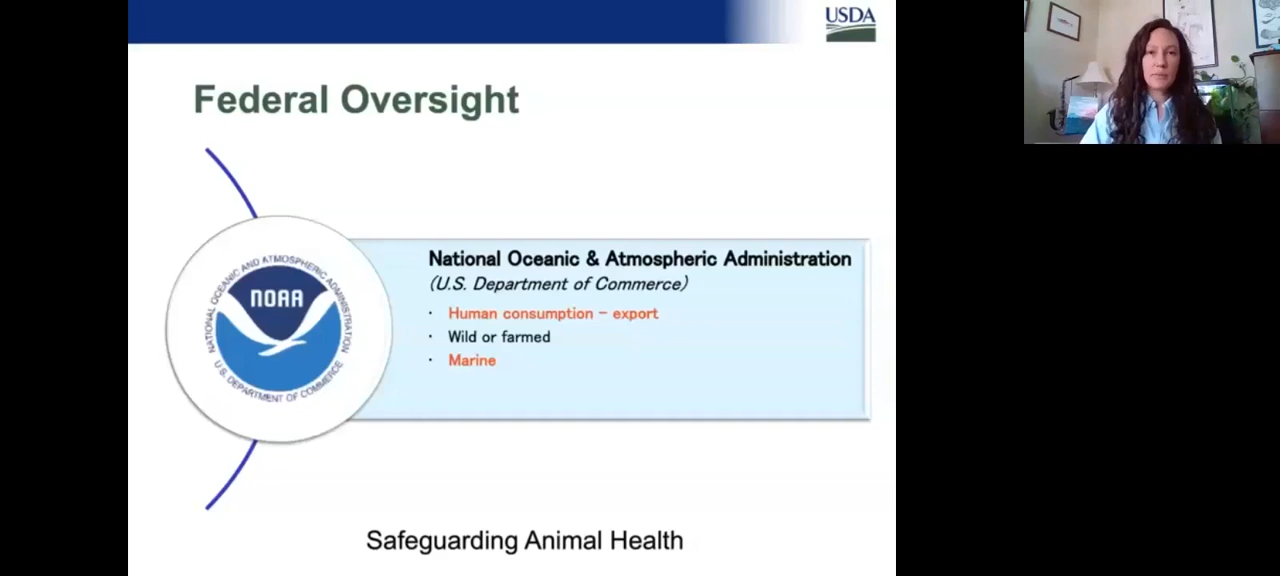 USDA
Federal Oversight
National Oceanic & Atmospheric Administration
(U.S. Department of Commerce)
· Human consumption – export
· Wild or farmed
· Marine
NATIONAL OCEANIC AND ATMOSPHERIC ADMINISTRATION
NOAA
U.S. DEPARTMENT OF COMMERCE
Safeguarding Animal Health